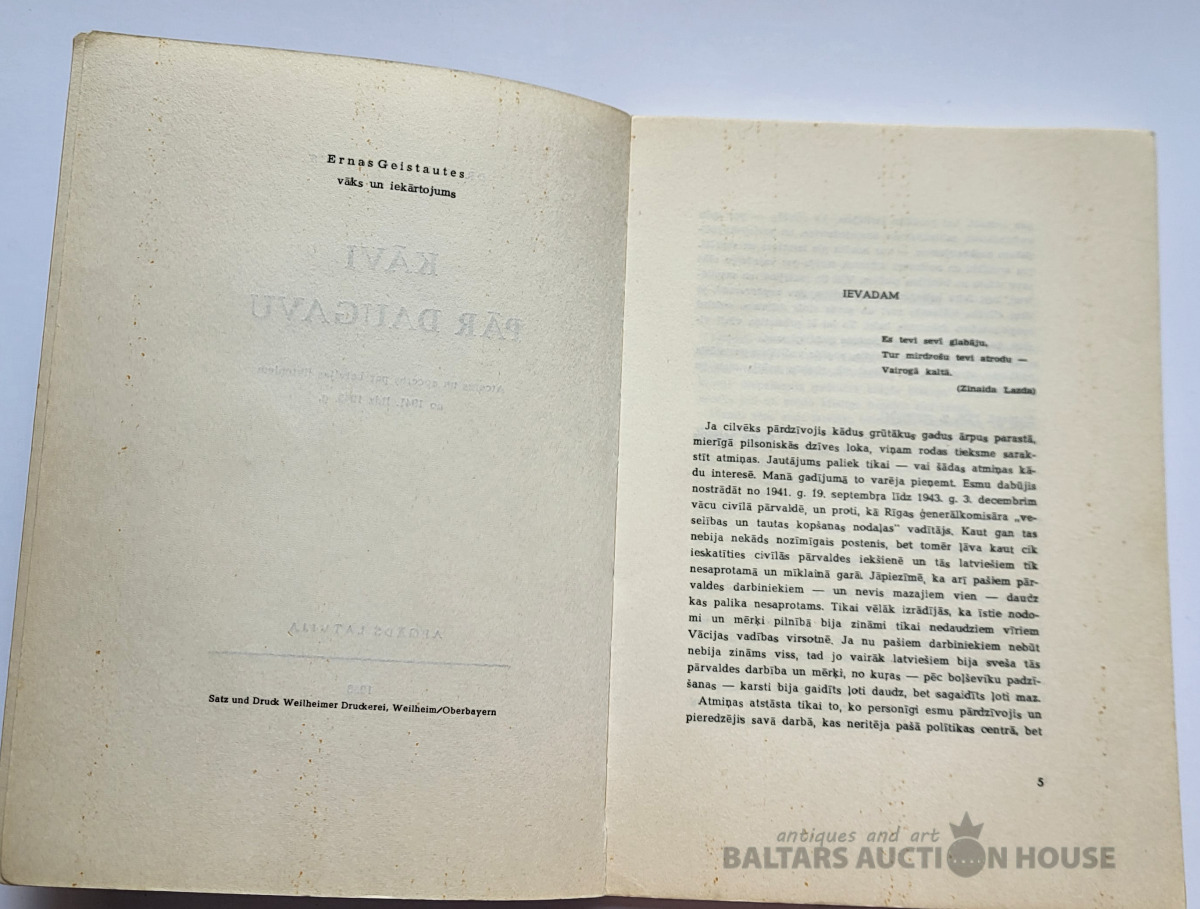 Ernas Geistautes
vāks un iekārtojums
KĀVI
PĀR DAUGAVU
Satz und Druck Weilheimer Druckerei, Weilheim/Oberbayern
IEVADAM
Es tevi sevī glabāju,
Tur mirdzošu tevi atrodu —
Vairogā kaltā.
(Zinaida Lazda)
Ja cilvēks pārdzīvojis kādus grūtākus gadus ārpus parastā,
mierīgā pilsoniskās dzīves loka, viņam rodas tieksme sarak-
stīt atmiņas. Jautājums paliek tikai — vai šādas atmiņas kā-
du interesē. Manā gadījumā to varēja pieņemt. Esmu dabūjis
nostrādāt no 1941. g. 19. septembŗa līdz 1943. g. 3. decembrim
vācu civīlā pārvaldē, un proti, kā Rīgas ģenerālkomisāra „ve-
selības un tautas kopšanas nodaļas" vadītājs. Kaut gan tas
nebija nekāds nozīmīgais postenis, bet tomēr ļāva kaut cik
ieskatīties civīlās pārvaldes iekšienē un tās latviešiem tik
nesaprotamā un mīklainā garā. Jāpiezīmē, ka arī pašiem pār-
valdes darbiniekiem — un nevis mazajiem vien — daudz
kas palika nesaprotams. Tikai vēlāk izrādījās, ka īstie nodo-
mi un mērķi pilnībā bija zināmi tikai nedaudziem vīriem
Vācijas vadības virsotnē. Ja nu pašiem darbiniekiem nebūt
nebija zināms viss, tad jo vairāk latviešiem bija sveša tās
pārvaldes darbība un mērķi, no kuŗas — pēc boļševiku padzī-
šanas — karsti bija gaidīts ļoti daudz, bet sagaidīts ļoti maz.
Atmiņas atstāsta tikai to, ko personīgi esmu pārdzīvojis un
pieredzējis savā darbā, kas neritēja pašā polītikas centrā, bet
5
antiques and art
BALTARS AUCTION HOUSE